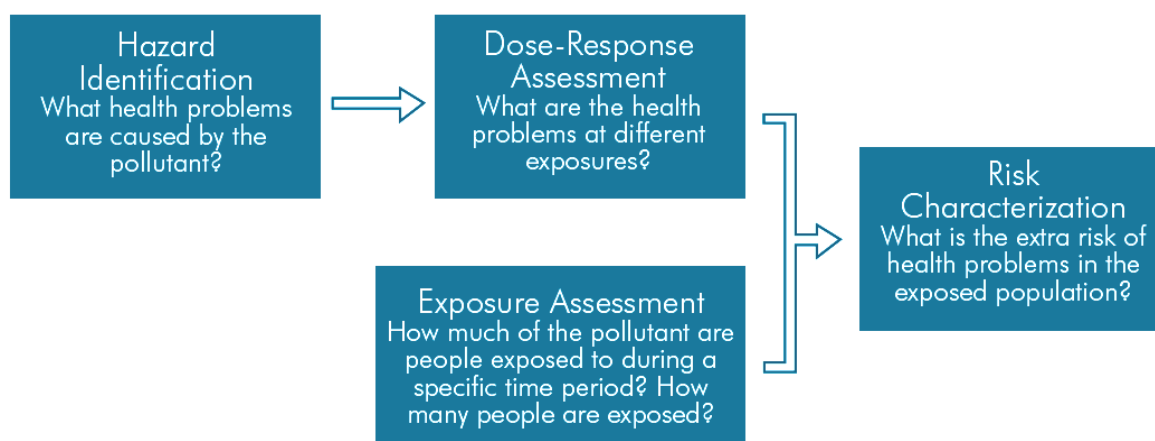 Hazard
Identification
What health problems
are caused by the
pollutant?
Dose-Response
Assessment
What are the health
problems at different
exposures?
Exposure Assessment
How much of the pollutant are
people exposed to during a
specific time period? How
many people are exposed?
Risk
Characterization
What is the extra risk of
health problems in the
exposed population?